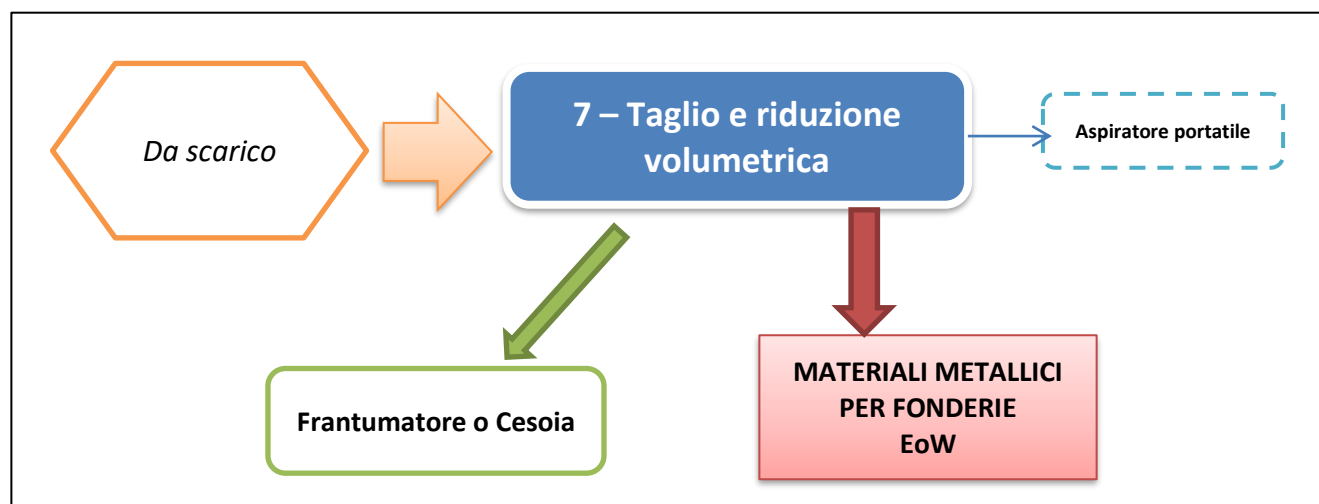 Da scarico
7 – Taglio e riduzione
volumetrica
Aspiratore portatile
Frantumatore o Cesoia
MATERIALI METALLICI
PER FONDERIE
EoW